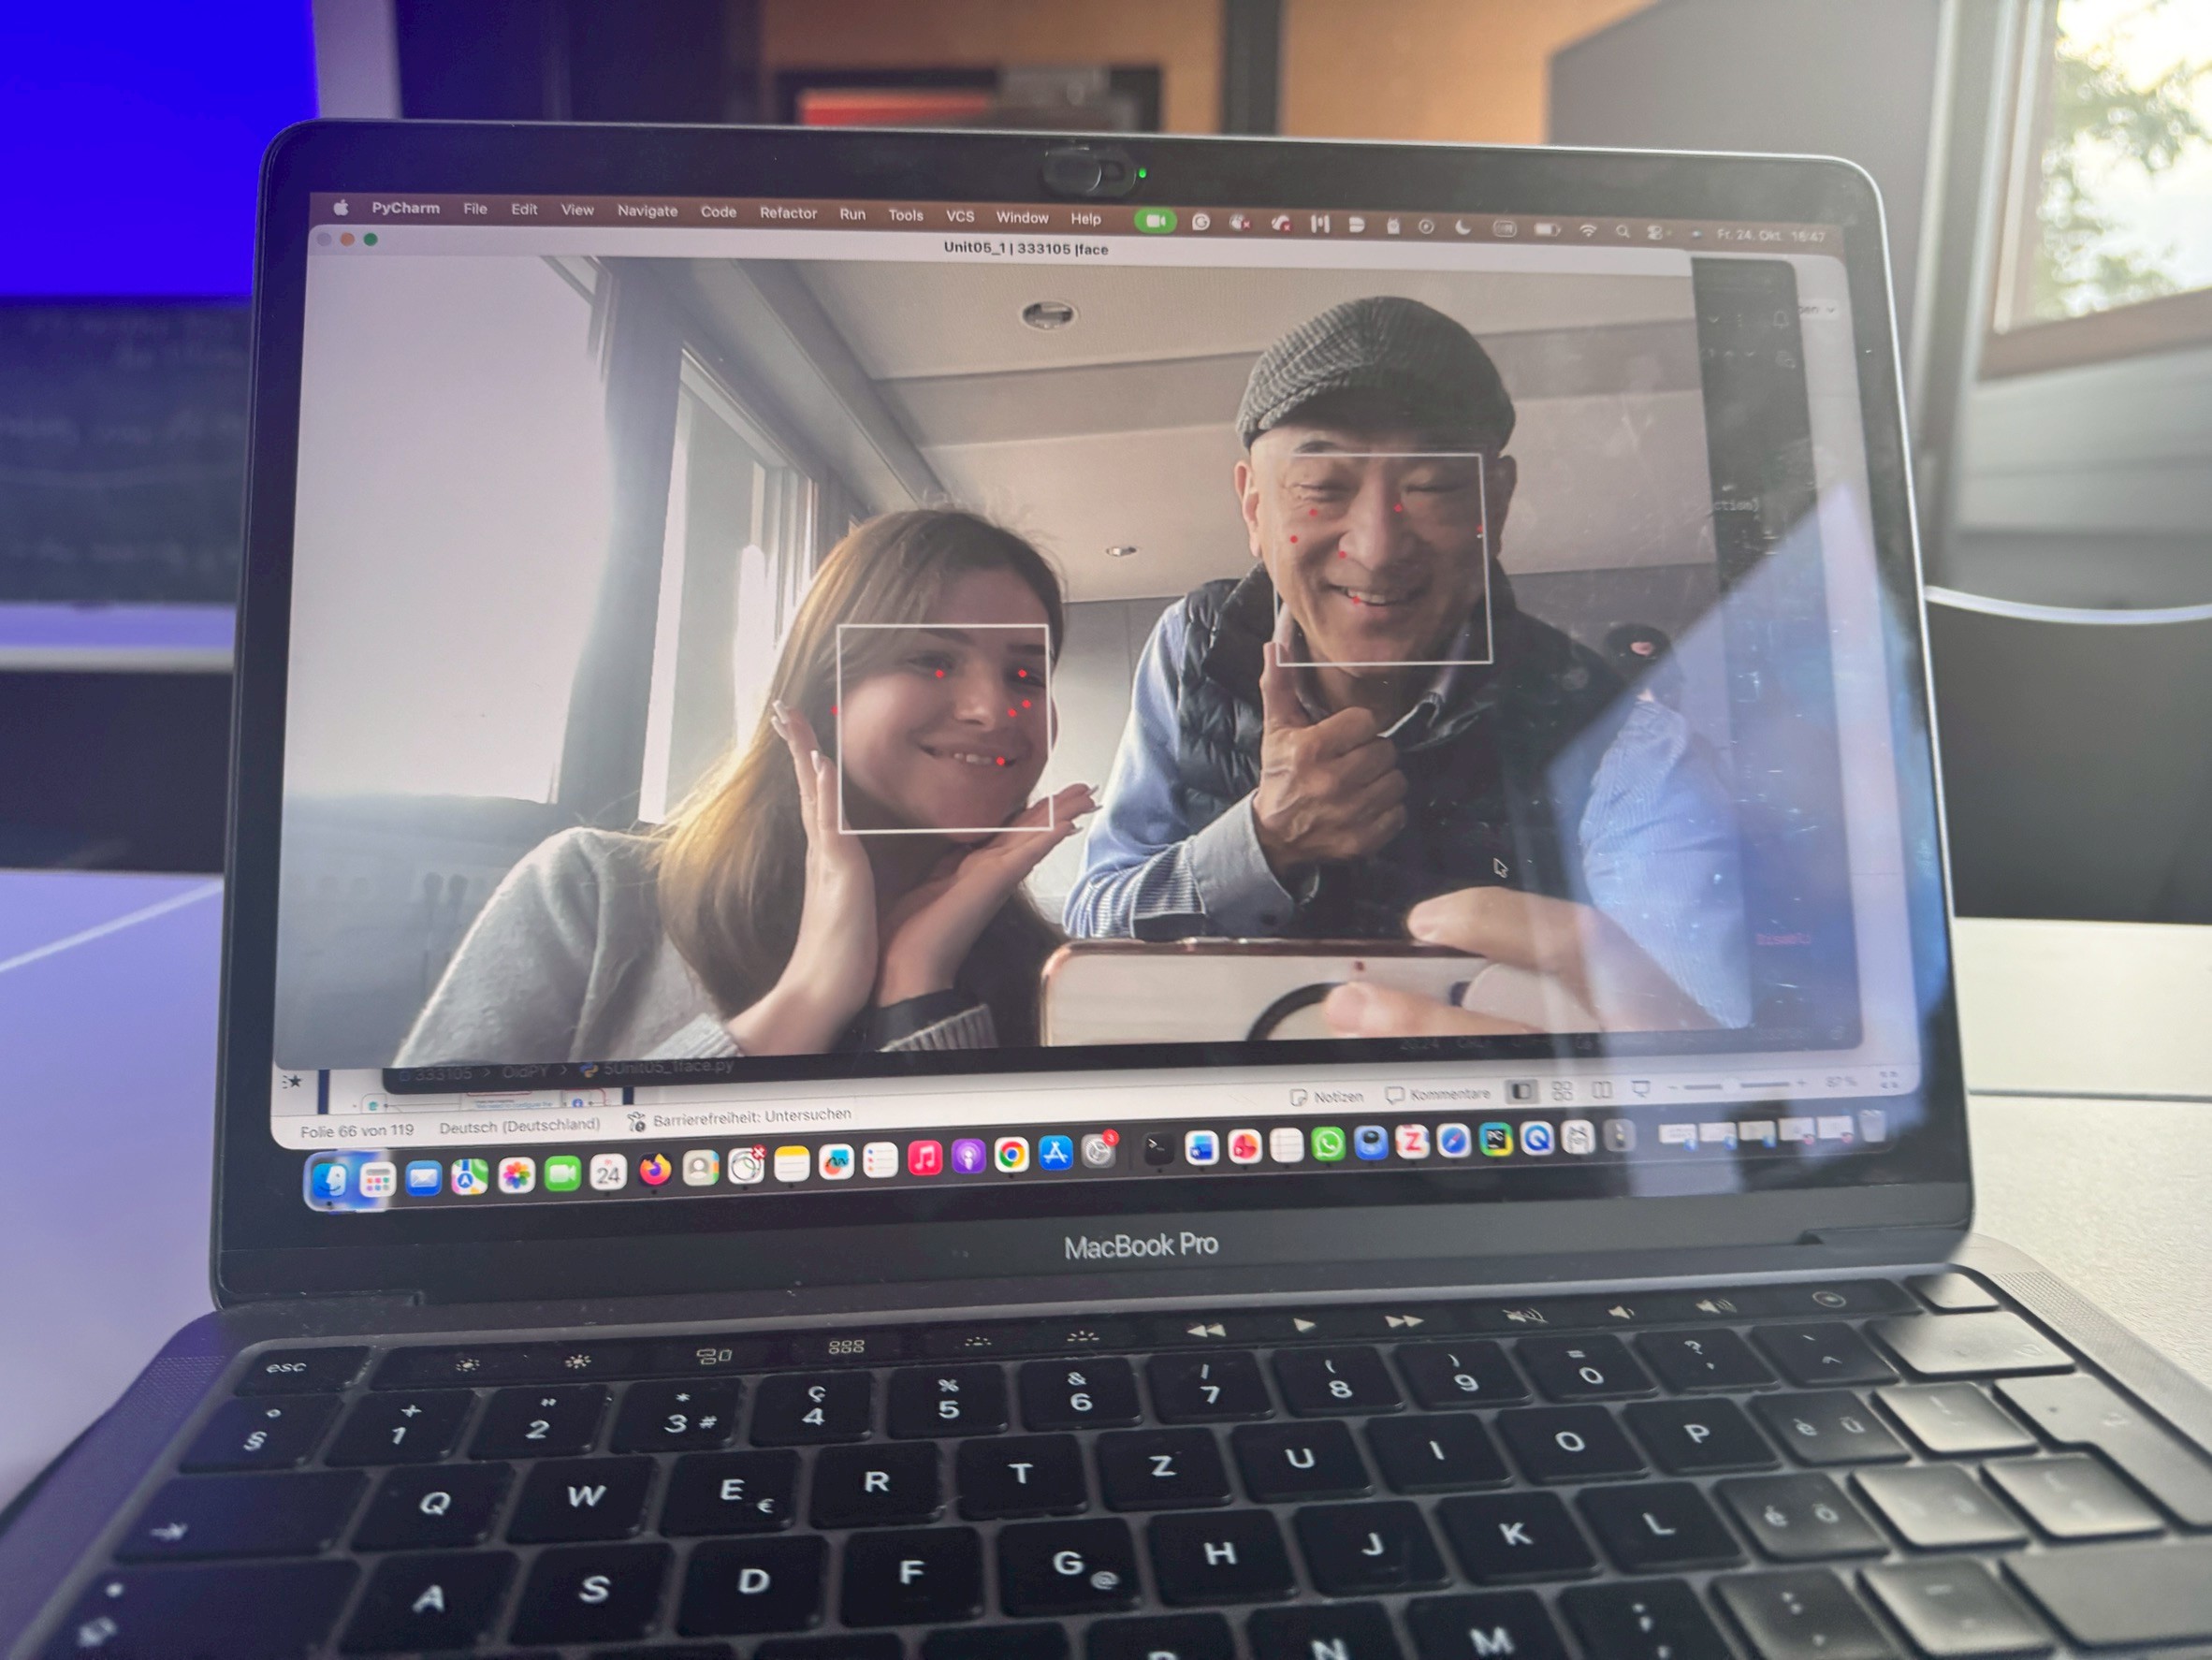 PyCharm File Edit View Navigate Code Refactor Run Tools VCS Window Help
Fr. 24. Okt. 16:47
Unit05_1 | 333105 |face
333105 > OldPY > 5Unit05_1face.py
Notizen Kommentare 87 %
Folie 66 von 119 Deutsch (Deutschland) Barrierefreiheit: Untersuchen
24
MacBook Pro
esc
° § + 1 " 2 * 3 # ç 4 % 5 & 6 / 7 ( 8 ) 9 = 0 ? ' ` ^
Q W E € R T Z U I O P è ü
A S D F G @ H J K L é ö
N M ; :